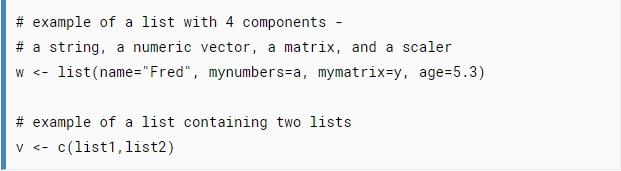 # example of a list with 4 components -
# a string, a numeric vector, a matrix, and a scaler
w <- list(name="Fred", mynumbers=a, mymatrix=y, age=5.3)
# example of a list containing two lists
v <- c(list1,list2)